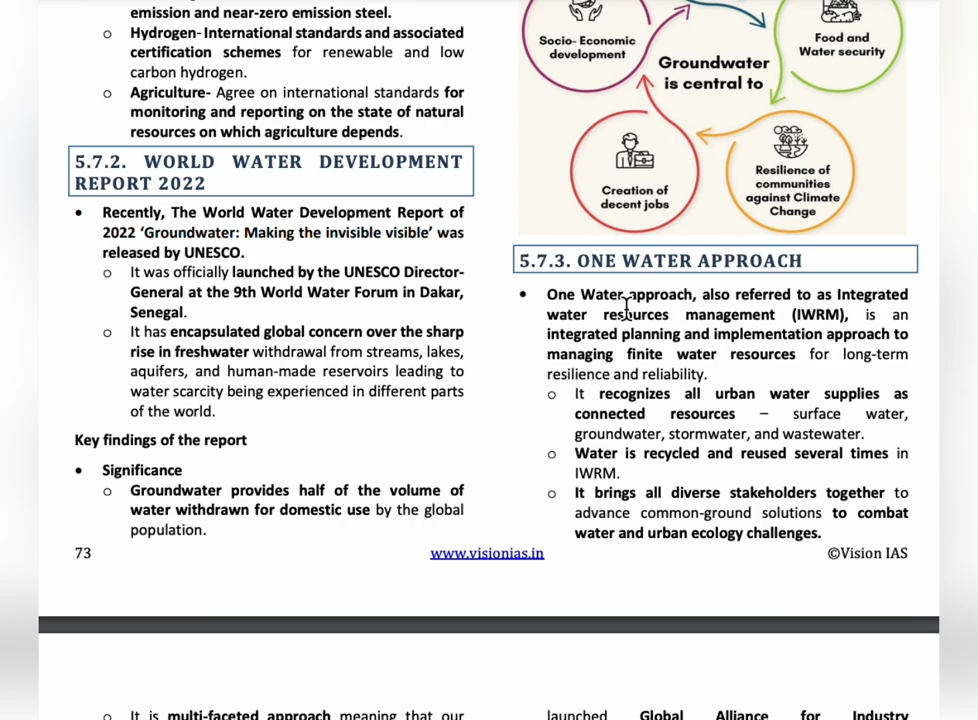 emission and near-zero emission steel.
o Hydrogen- International standards and associated
certification schemes for renewable and low
carbon hydrogen.
o Agriculture- Agree on international standards for
monitoring and reporting on the state of natural
resources on which agriculture depends.
5.7.2. WORLD WATER DEVELOPMENT
REPORT 2022
• Recently, The World Water Development Report of
2022 ‘Groundwater: Making the invisible visible’ was
released by UNESCO.
o It was officially launched by the UNESCO Director-
General at the 9th World Water Forum in Dakar,
Senegal.
o It has encapsulated global concern over the sharp
rise in freshwater withdrawal from streams, lakes,
aquifers, and human-made reservoirs leading to
water scarcity being experienced in different parts
of the world.
Key findings of the report
• Significance
o Groundwater provides half of the volume of
water withdrawn for domestic use by the global
population.
Socio- Economic
development
Food and
Water security
Groundwater
is central to
Creation of
decent jobs
Resilience of
communities
against Climate
Change
5.7.3. ONE WATER APPROACH
• One Water approach, also referred to as Integrated
water resources management (IWRM), is an
integrated planning and implementation approach to
managing finite water resources for long-term
resilience and reliability.
o It recognizes all urban water supplies as
connected resources – surface water,
groundwater, stormwater, and wastewater.
o Water is recycled and reused several times in
IWRM.
o It brings all diverse stakeholders together to
advance common-ground solutions to combat
water and urban ecology challenges.
73 www.visionias.in ©Vision IAS
o It is multi-faceted approach meaning that our
launched Global Alliance for Industry